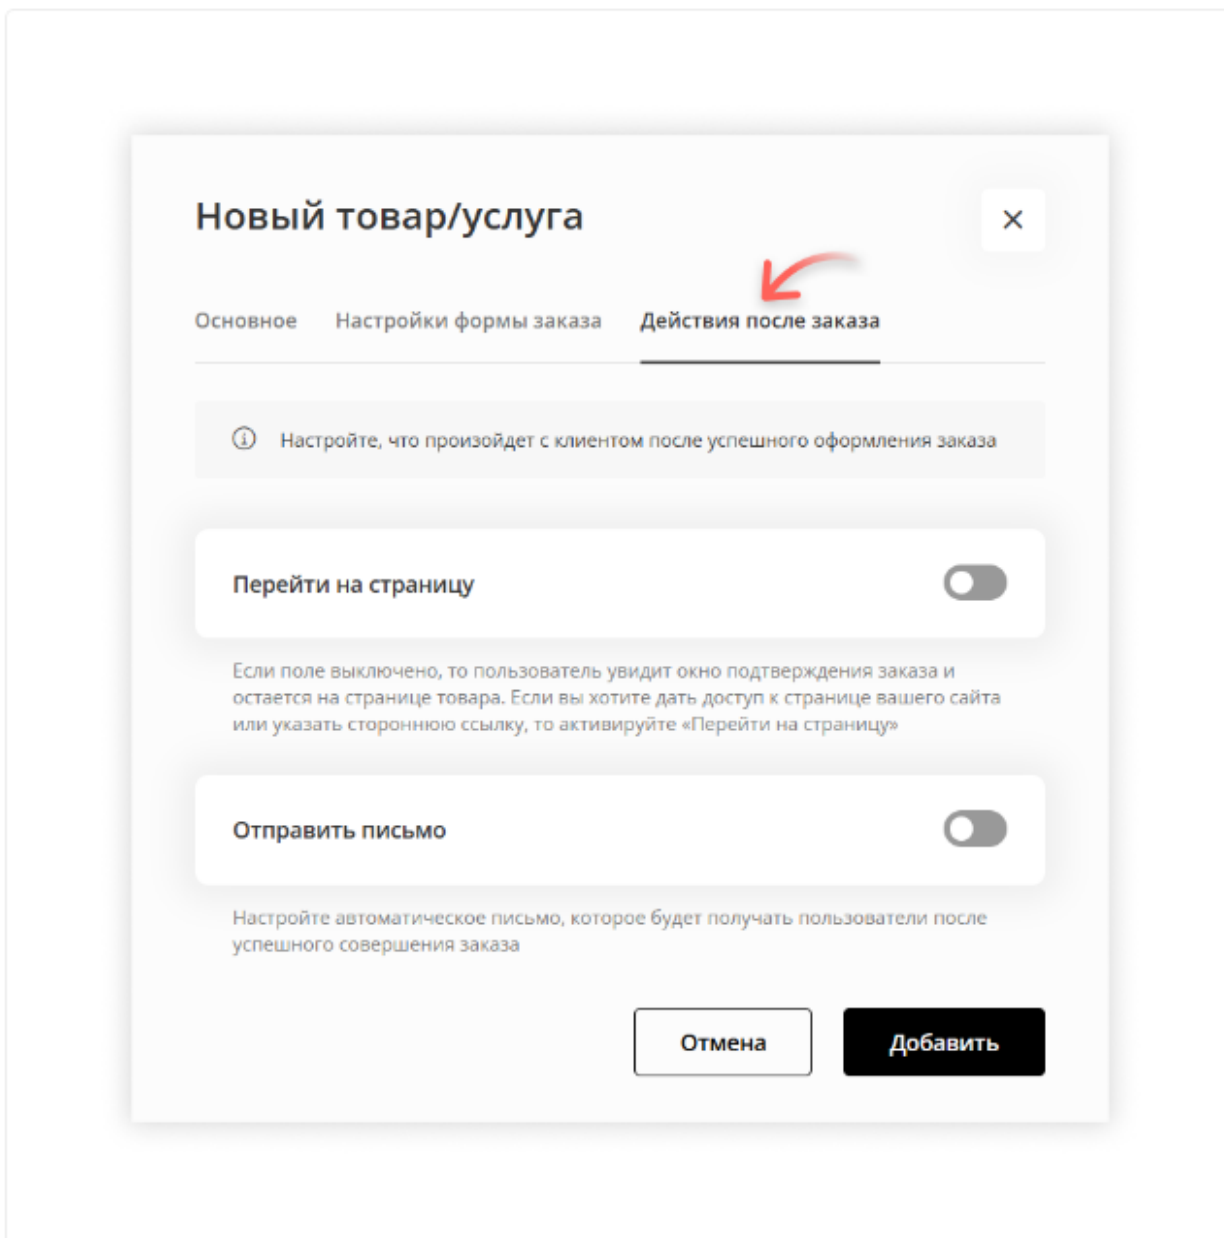 Новый товар/услуга
Основное Настройки формы заказа Действия после заказа
Настройте, что произойдет с клиентом после успешного оформления заказа
Перейти на страницу
Если поле выключено, то пользователь увидит окно подтверждения заказа и
остается на странице товара. Если вы хотите дать доступ к странице вашего сайта
или указать стороннюю ссылку, то активируйте «Перейти на страницу»
Отправить письмо
Настройте автоматическое письмо, которое будет получать пользователи после
успешного совершения заказа
Отмена Добавить